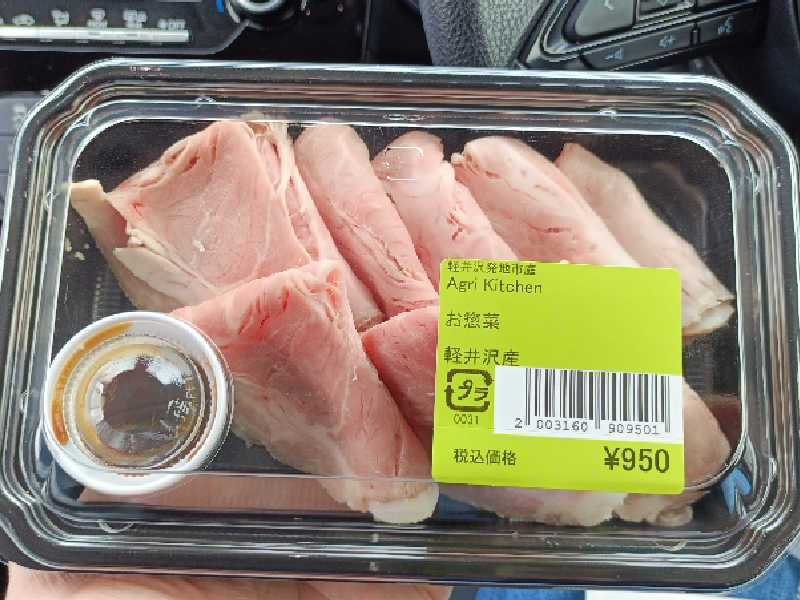 軽井沢発地市庭
Agri Kitchen
お惣菜
軽井沢産
プラ
0031
2 003160 909501
税込価格
¥950